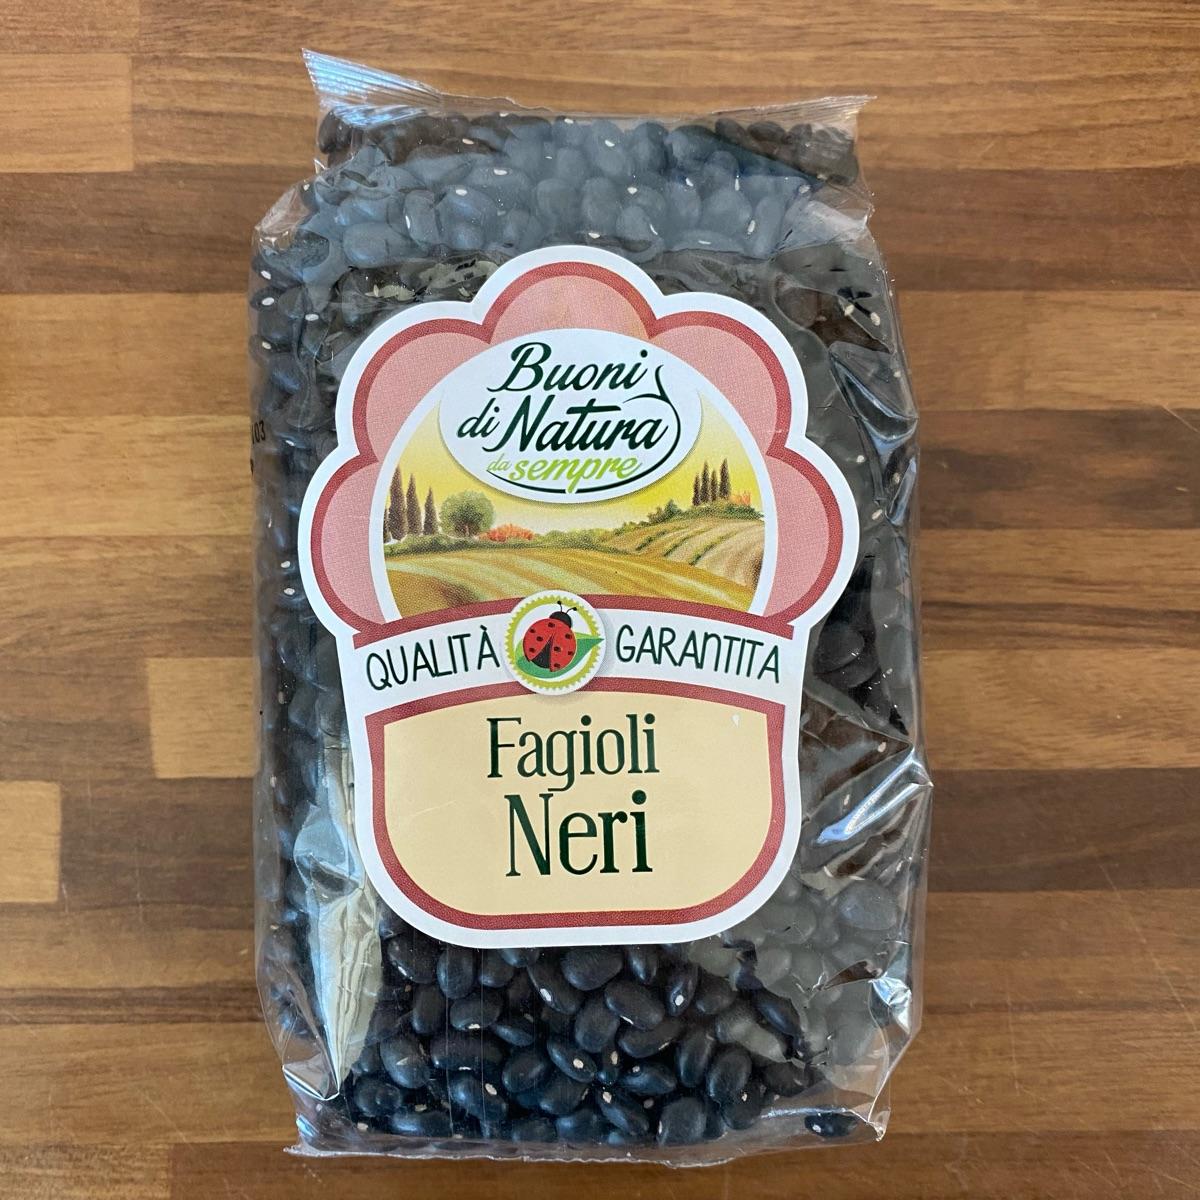 Buoni
di Natura
da sempre
QUALITÀ GARANTITA
Fagioli
Neri